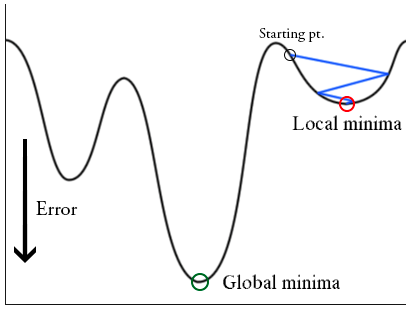 Starting pt.
Local minima
Error
Global minima